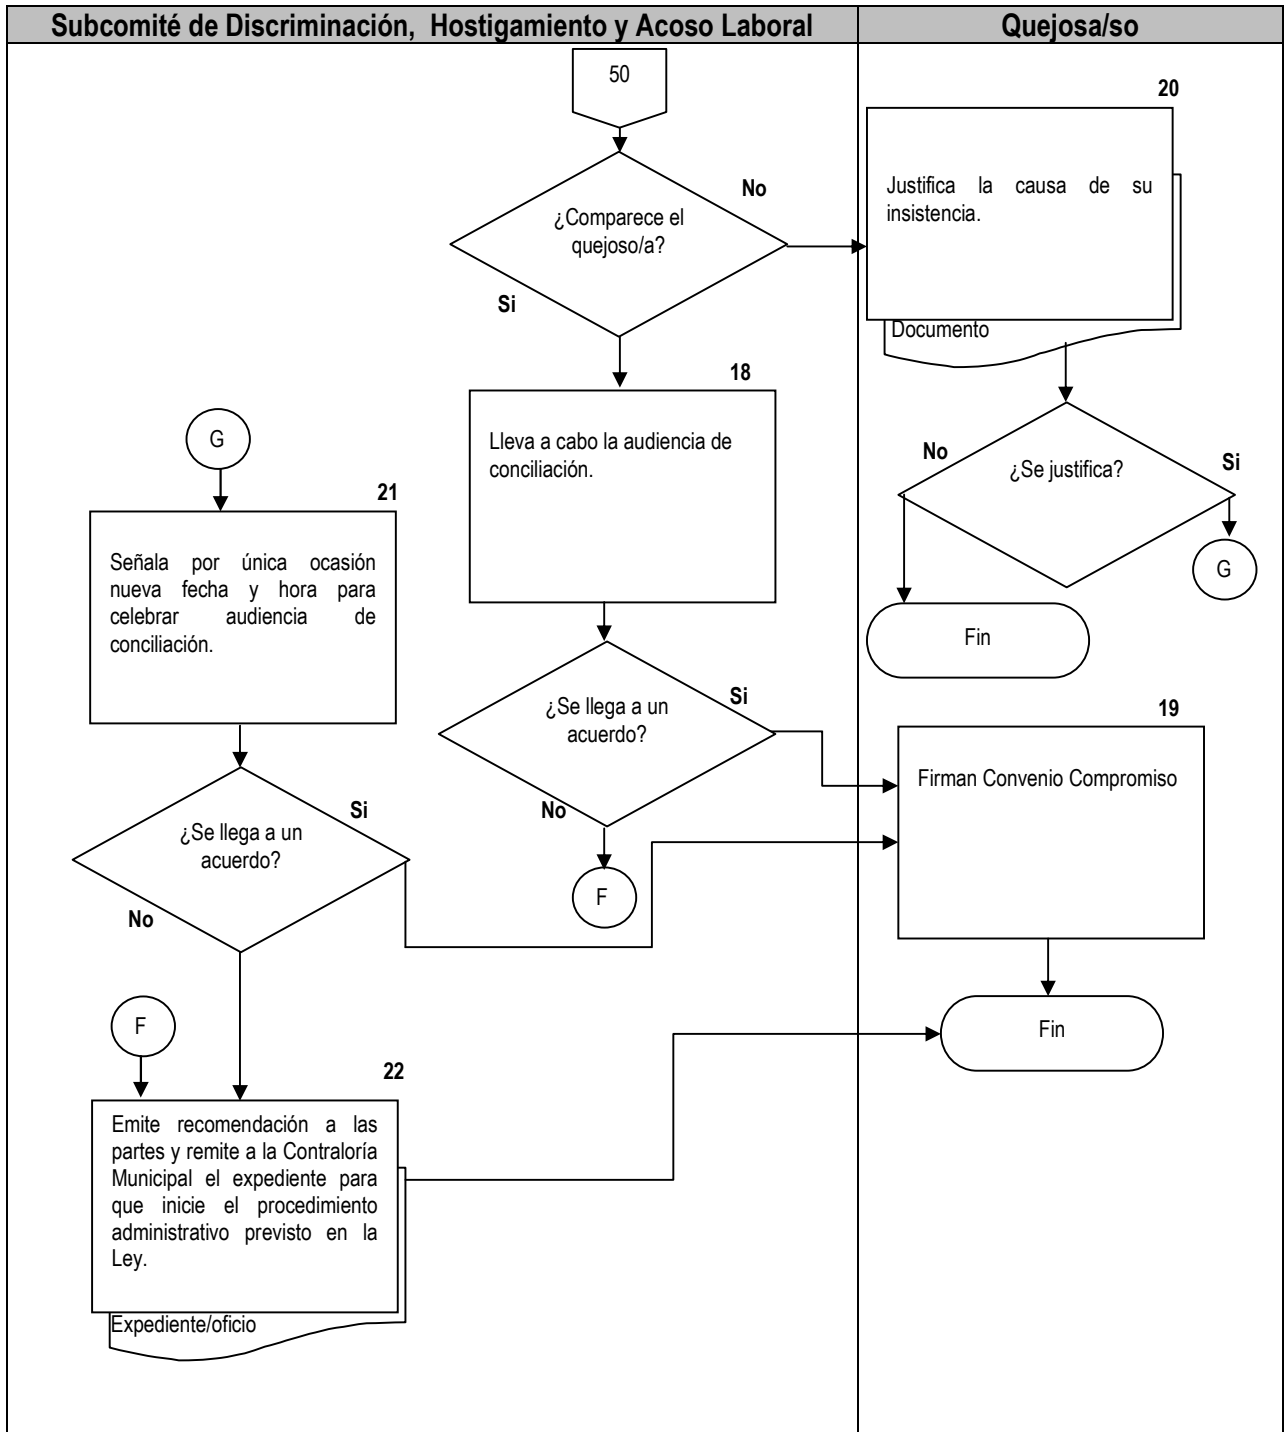 Subcomité de Discriminación, Hostigamiento y Acoso Laboral
Quejosa/so
50
20
No
¿Comparece el
quejoso/a?
Si
Justifica la causa de su
insistencia.
Documento
18
Lleva a cabo la audiencia de
conciliación.
No
¿Se justifica?
Si
G
Fin
G
21
Señala por única ocasión
nueva fecha y hora para
celebrar audiencia de
conciliación.
¿Se llega a un
acuerdo?
Si
No
F
19
Firman Convenio Compromiso
¿Se llega a un
acuerdo?
Si
No
F
Fin
22
Emite recomendación a las
partes y remite a la Contraloría
Municipal el expediente para
que inicie el procedimiento
administrativo previsto en la
Ley.
Expediente/oficio